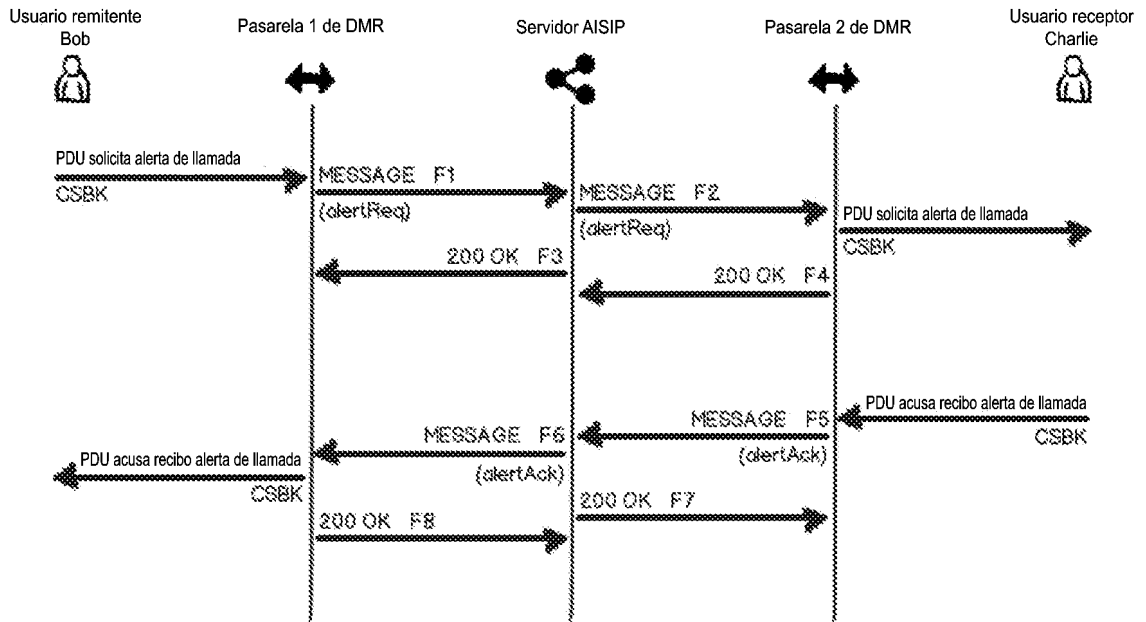 Usuario remitente
Bob
Pasarela 1 de DMR
Servidor AISIP
Pasarela 2 de DMR
Usuario receptor
Charlie
PDU solicita alerta de llamada
CSBK
MESSAGE F1
(alertReq)
MESSAGE F2
(alertReq)
PDU solicita alerta de llamada
CSBK
200 OK F3
200 OK F4
PDU acusa recibo alerta de llamada
CSBK
MESSAGE F5
(alertAck)
MESSAGE F6
(alertAck)
PDU acusa recibo alerta de llamada
CSBK
200 OK F7
200 OK F8